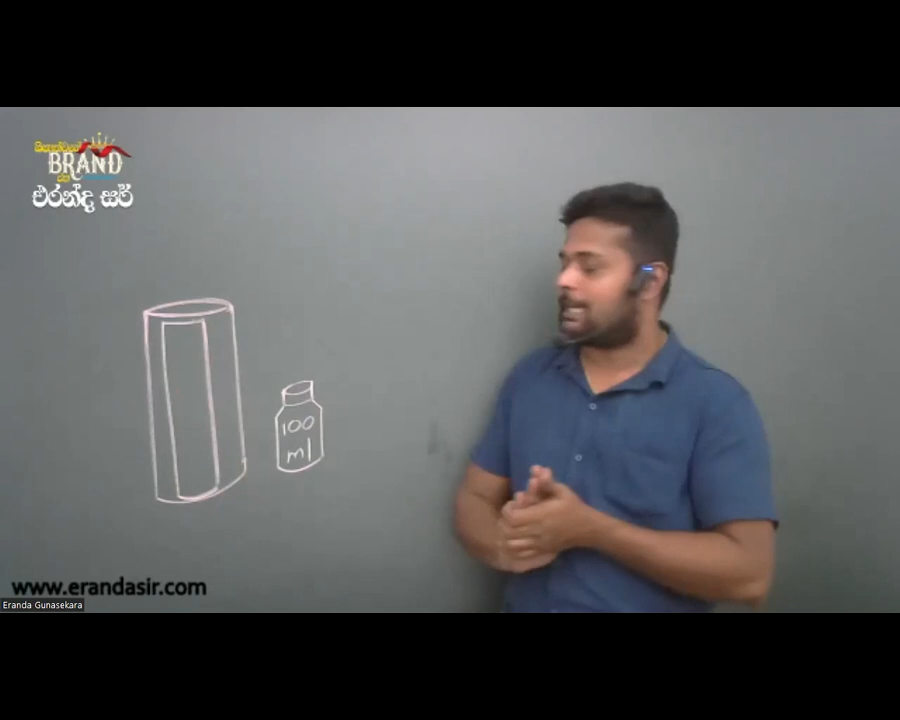 BRAND
එරන්ද සර්
100
ml
www.erandasir.com
Eranda Gunasekara